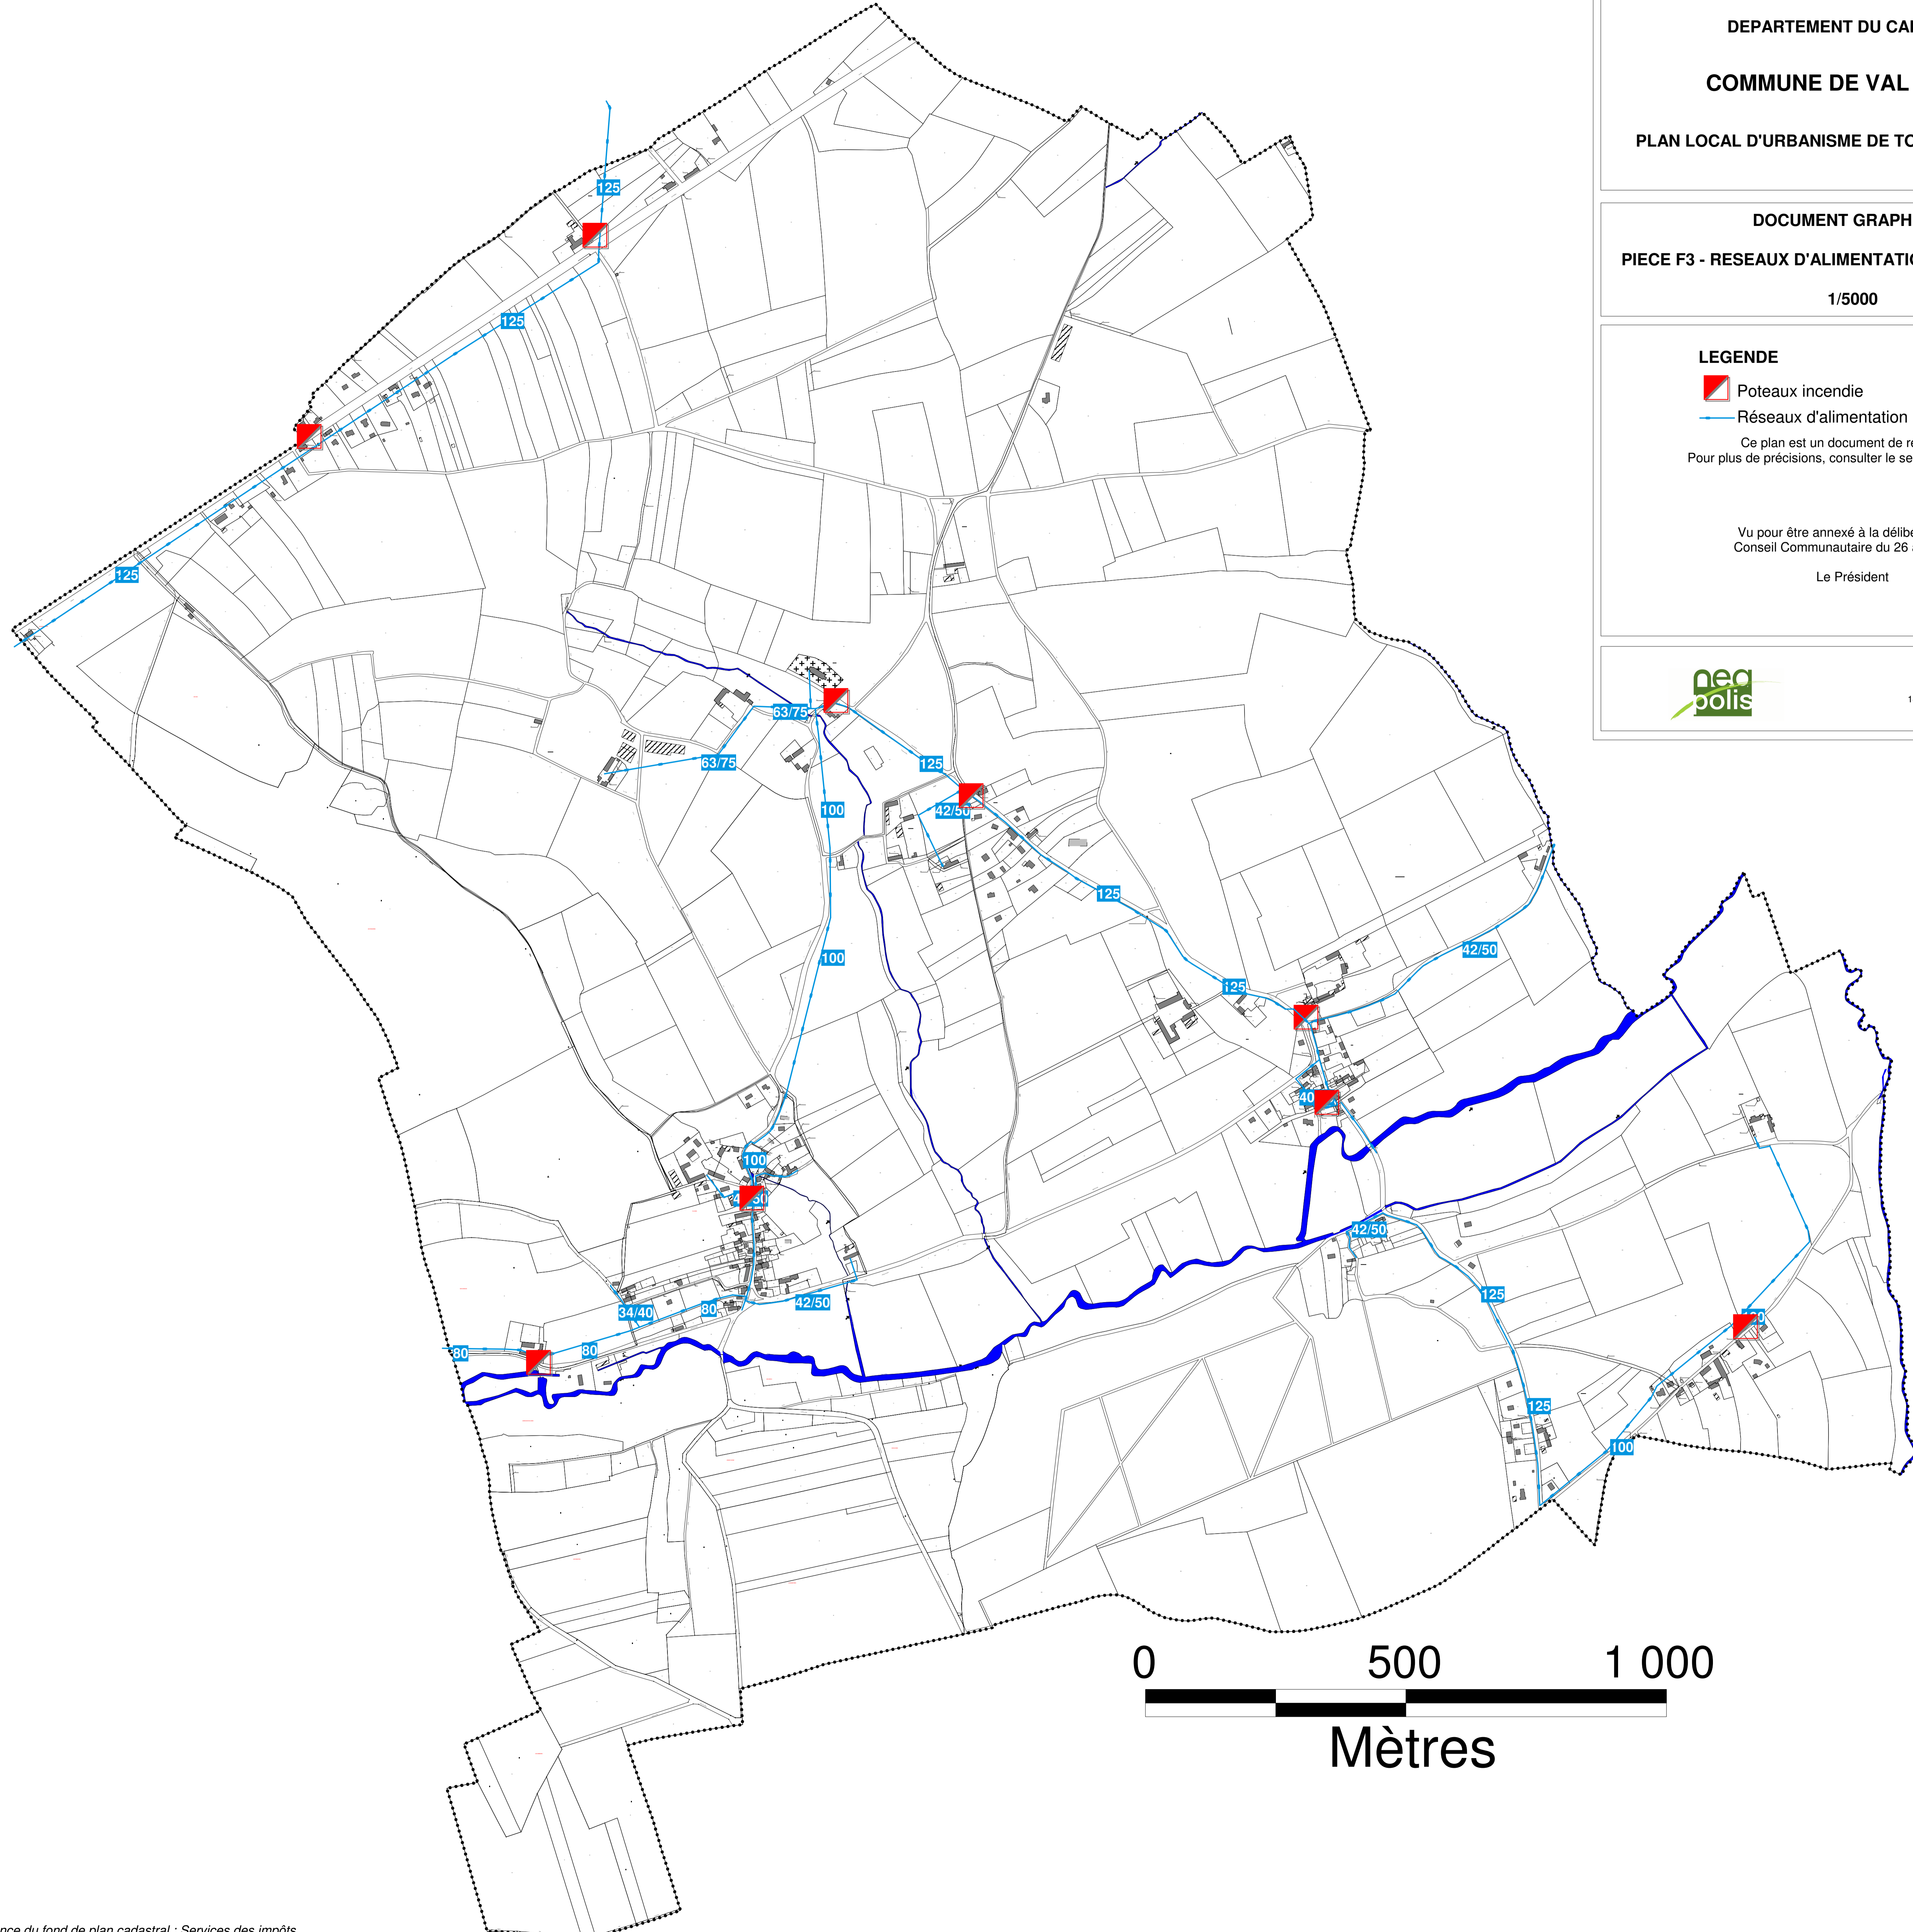 DEPARTEMENT DU CAL
COMMUNE DE VAL
PLAN LOCAL D'URBANISME DE TO
DOCUMENT GRAPH
PIECE F3 - RESEAUX D'ALIMENTATIO
1/5000
LEGENDE
Poteaux incendie
Réseaux d'alimentation
Ce plan est un document de re
Pour plus de précisions, consulter le se
Vu pour être annexé à la délibe
Conseil Communautaire du 26
Le Président
nea
polis
1
125
125
125
63/75
63/75
125
42/50
100
125
100
42/50
125
40
100
42/50
125
34/40
80
42/50
80
80
125
100
0 500 1 000
Mètres
nce du fond de plan cadastral : Services des impôts